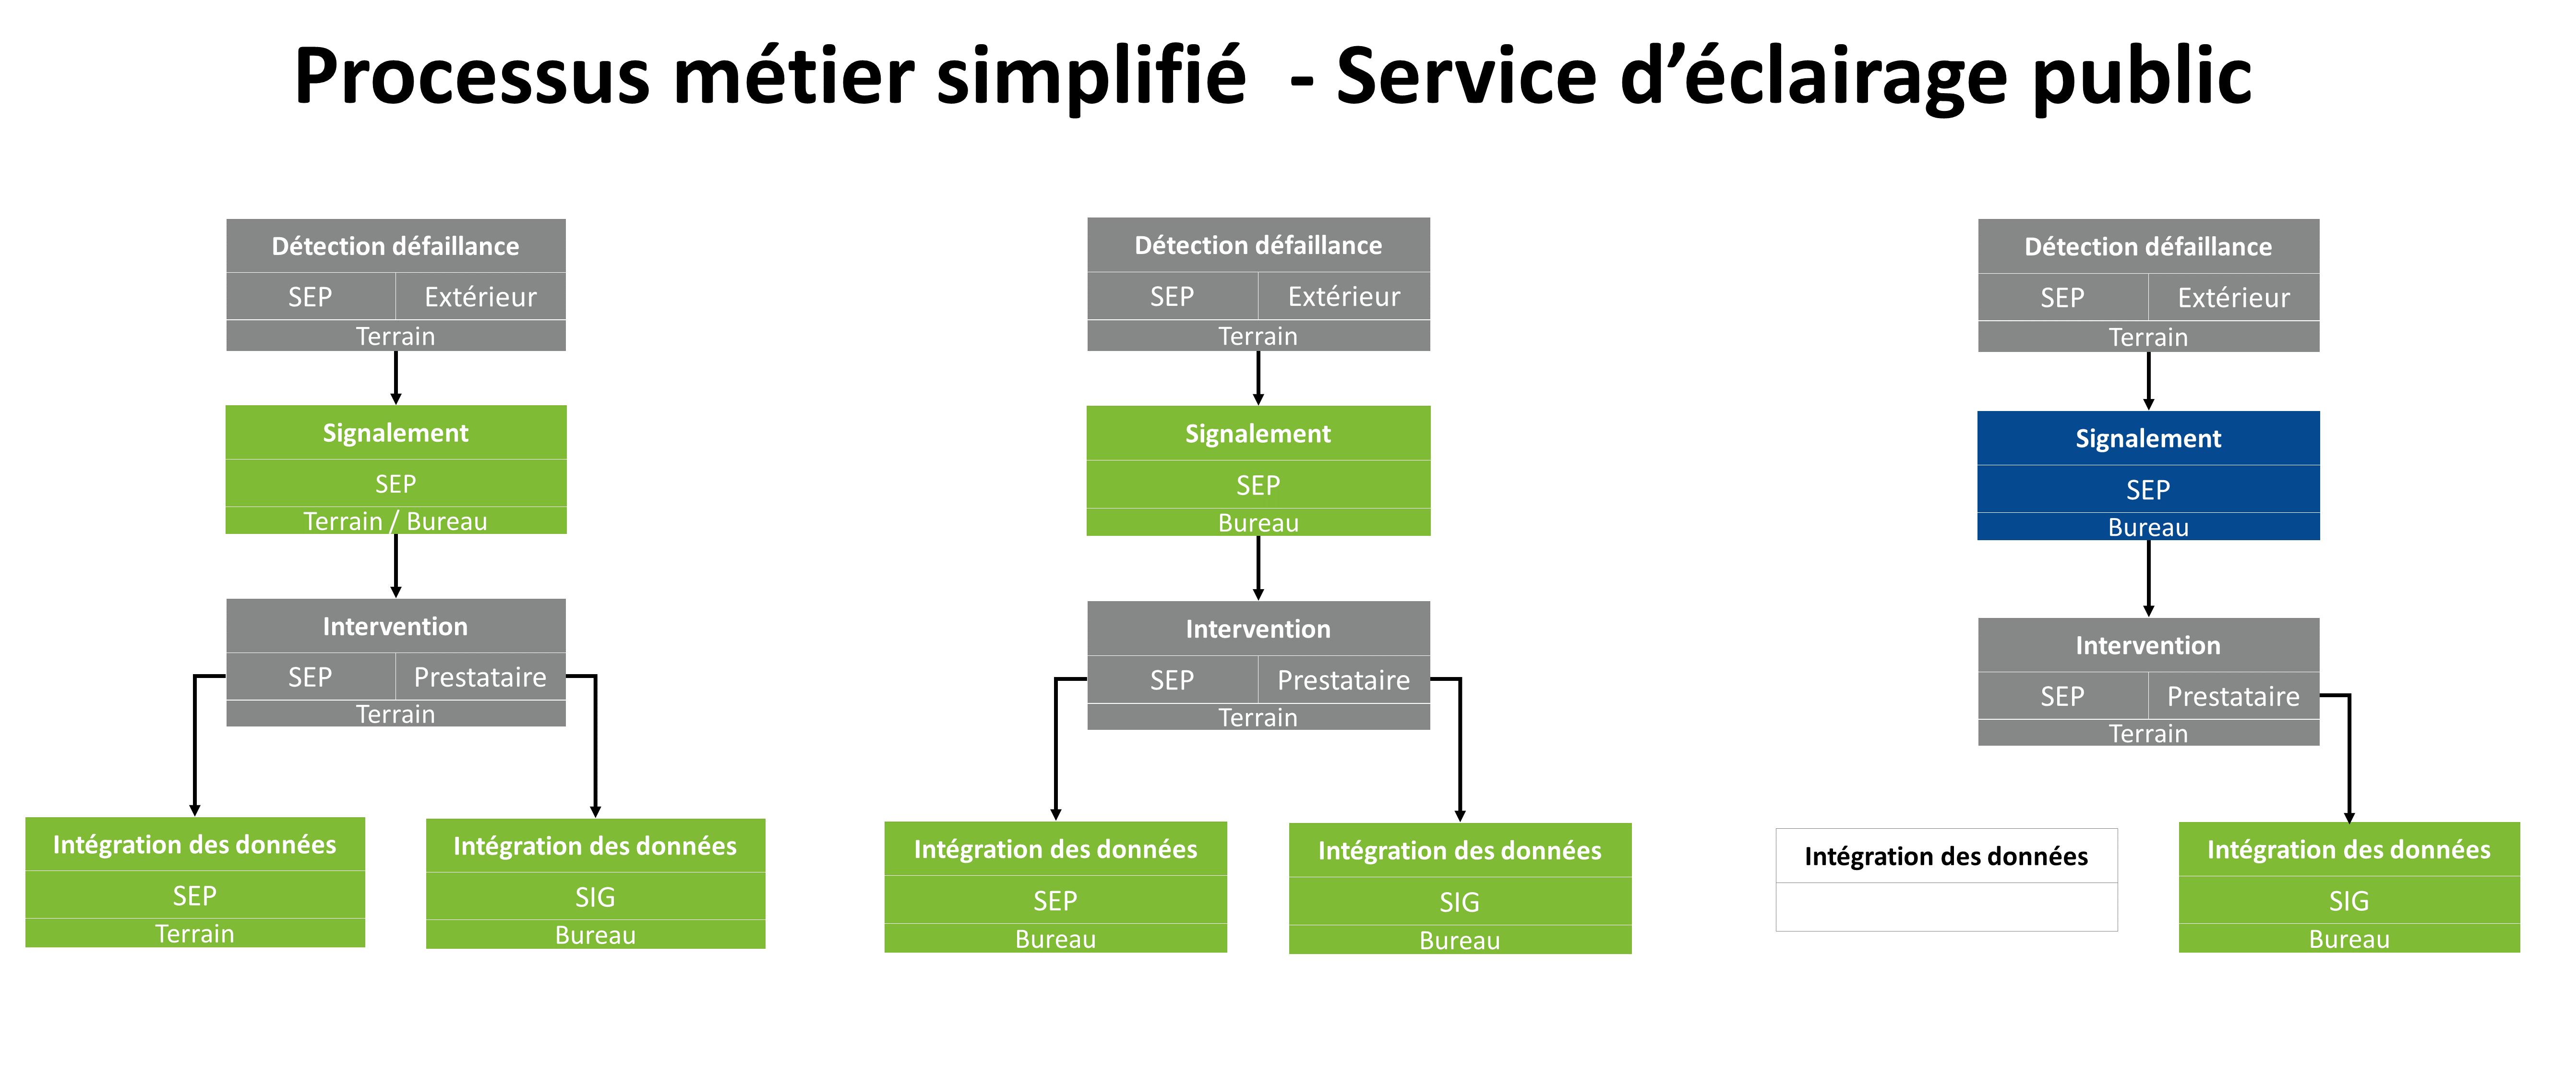 Processus métier simplifié  - Service d’éclairage public
Détection défaillance
SEP Extérieur
Terrain
Signalement
SEP
Terrain / Bureau
Intervention
SEP Prestataire
Terrain
Intégration des données
SEP
Terrain
Intégration des données
SIG
Bureau
Détection défaillance
SEP Extérieur
Terrain
Signalement
SEP
Bureau
Intervention
SEP Prestataire
Terrain
Intégration des données
SEP
Bureau
Intégration des données
SIG
Bureau
Détection défaillance
SEP Extérieur
Terrain
Signalement
SEP
Bureau
Intervention
SEP Prestataire
Terrain
Intégration des données
Intégration des données
SIG
Bureau